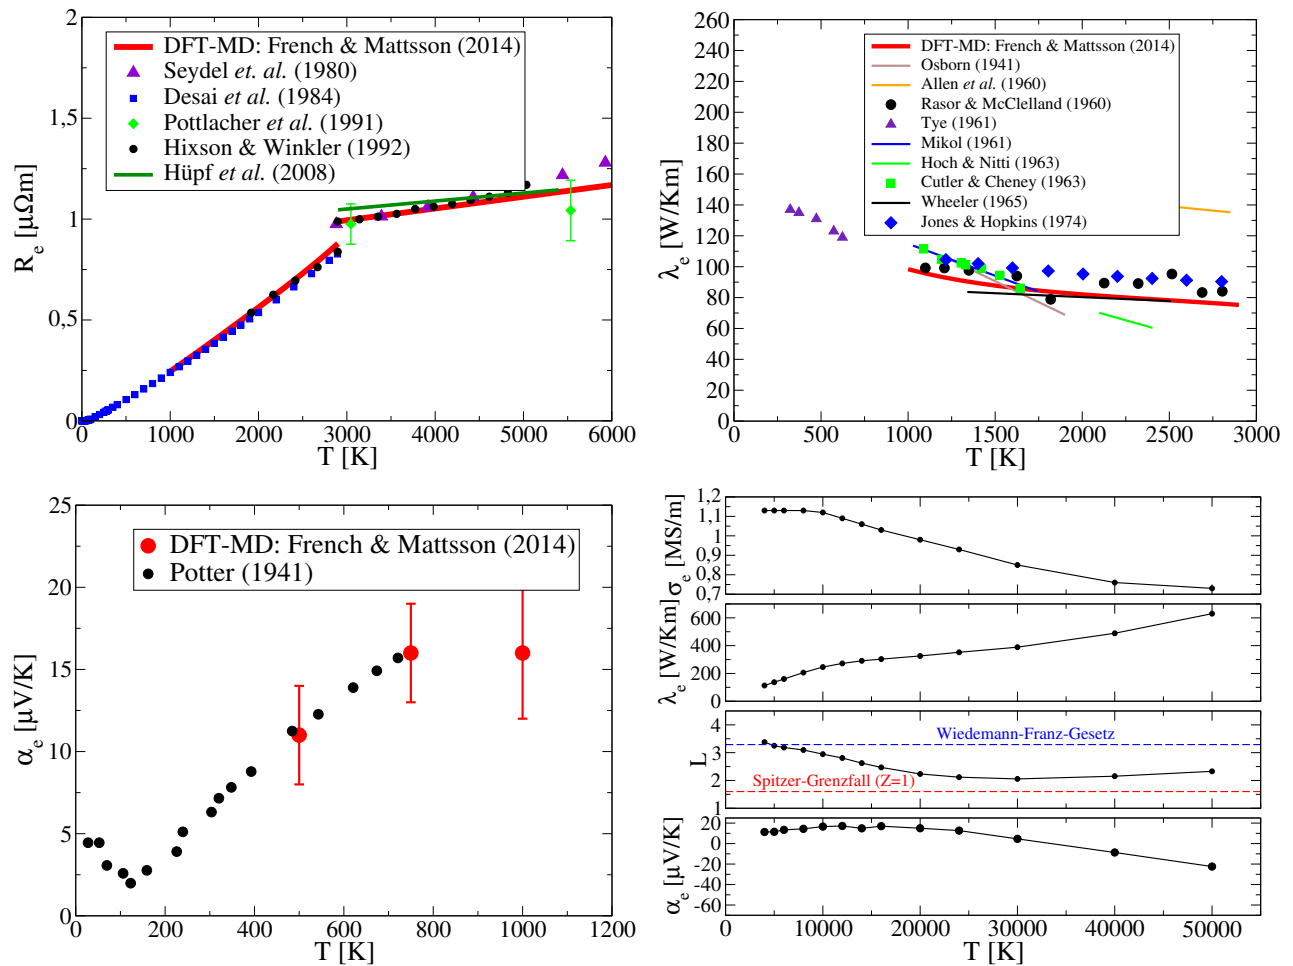 2
1,5
1
0,5
0
R_e [μΩm]
DFT-MD: French & Mattsson (2014)
Seydel et. al. (1980)
Desai et al. (1984)
Pottlacher et al. (1991)
Hixson & Winkler (1992)
Hüpf et al. (2008)
0 1000 2000 3000 4000 5000 6000
T [K]
260
240
220
200
180
160
140
120
100
80
60
40
20
0
λ_e [W/Km]
DFT-MD: French & Mattsson (2014)
Osborn (1941)
Allen et al. (1960)
Rasor & McClelland (1960)
Tye (1961)
Mikol (1961)
Hoch & Nitti (1963)
Cutler & Cheney (1963)
Wheeler (1965)
Jones & Hopkins (1974)
0 500 1000 1500 2000 2500 3000
T [K]
25
20
15
10
5
0
α_e [μV/K]
DFT-MD: French & Mattsson (2014)
Potter (1941)
0 200 400 600 800 1000 1200
T [K]
1,2
1,1
1
0,9
0,8
0,7
σ_e [MS/m]
600
400
200
0
λ_e [W/Km]
4
3
2
1
L
Wiedemann-Franz-Gesetz
Spitzer-Grenzfall (Z=1)
20
0
-20
-40
-60
α_e [μV/K]
0 10000 20000 30000 40000 50000
T [K]